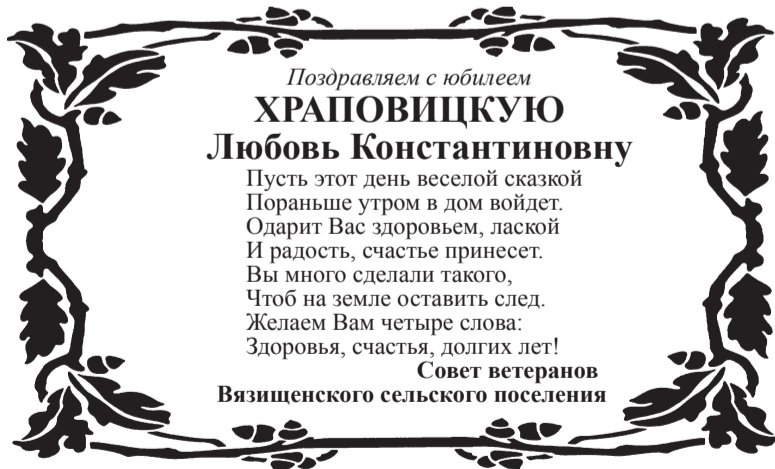 Поздравляем с юбилеем
ХРАПОВИЦКУЮ
Любовь Константиновну
Пусть этот день веселой сказкой
Пораньше утром в дом войдет.
Одарит Вас здоровьем, лаской
И радость, счастье принесет.
Вы много сделали такого,
Чтоб на земле оставить след.
Желаем Вам четыре слова:
Здоровья, счастья, долгих лет!
Совет ветеранов
Вязищенского сельского поселения